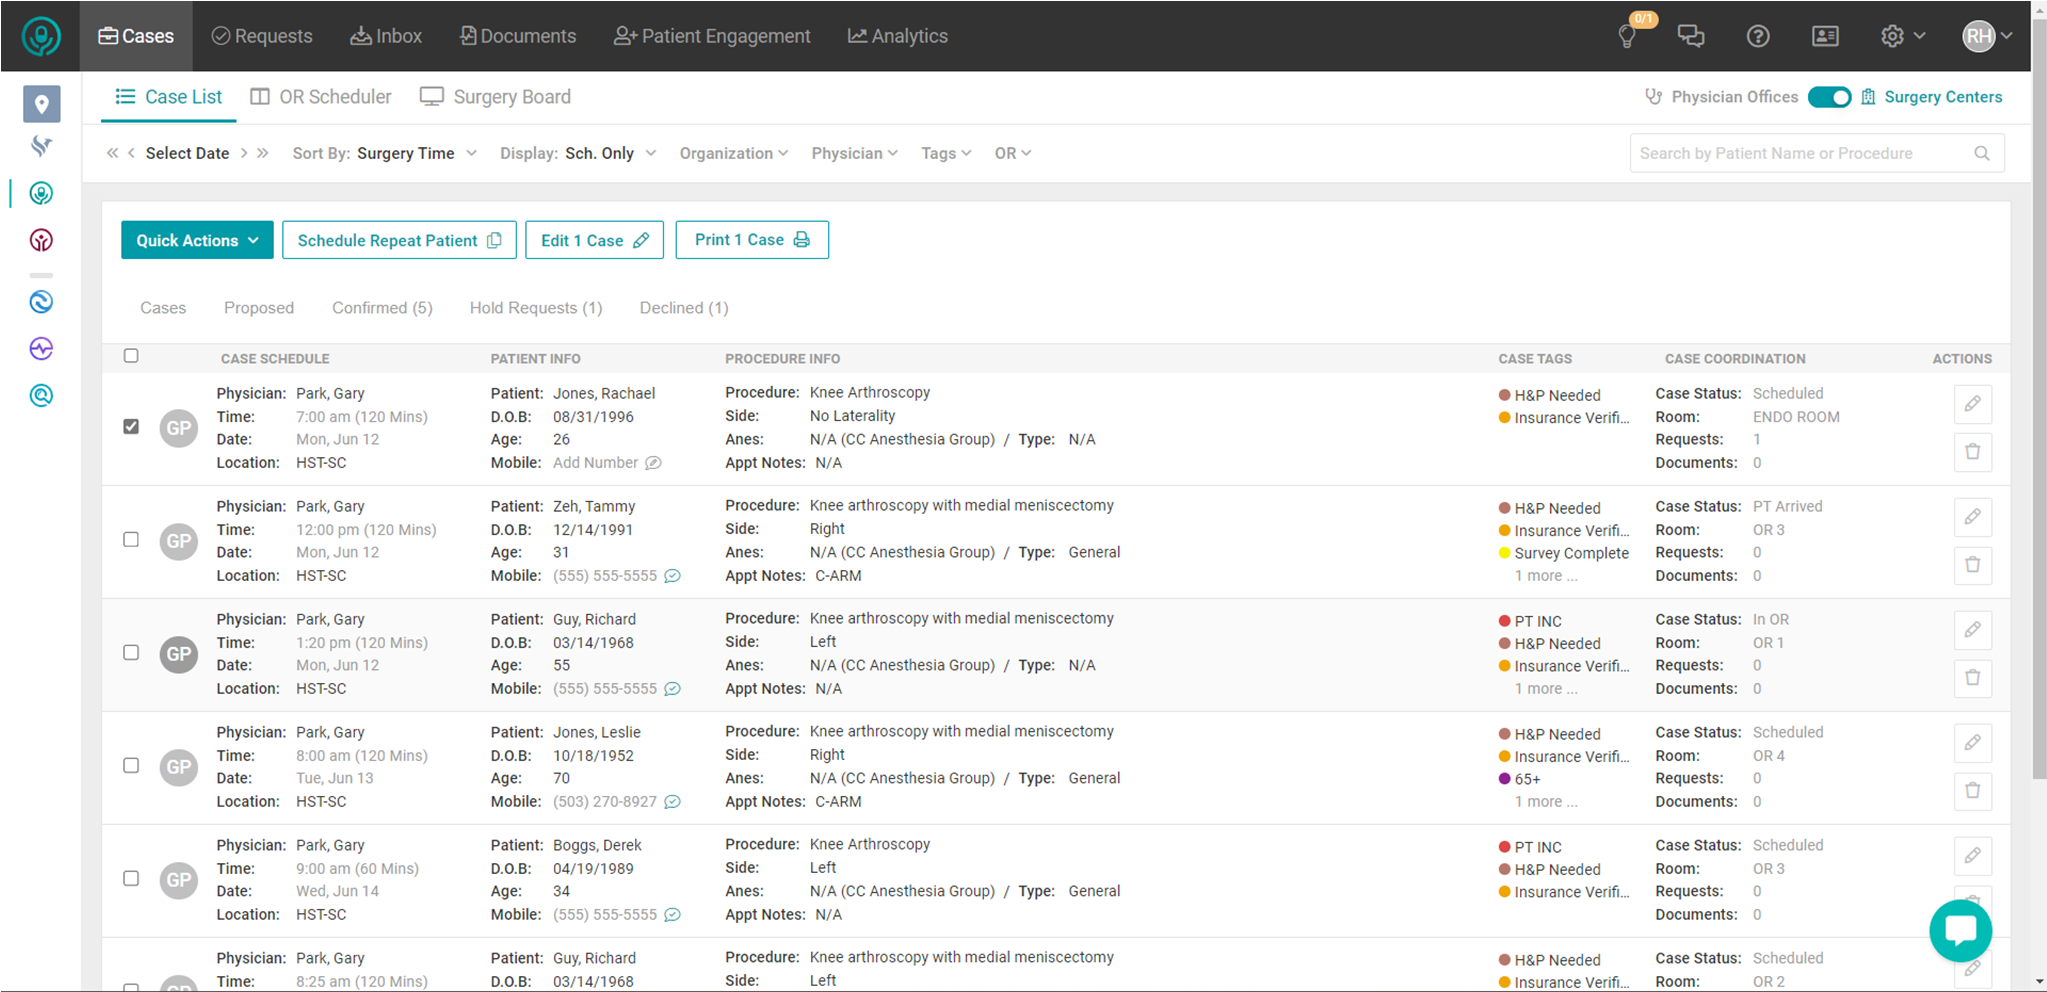 Cases Requests Inbox Documents Patient Engagement Analytics 0/1 RH
Case List OR Scheduler Surgery Board Physician Offices Surgery Centers
Select Date Sort By: Surgery Time Display: Sch. Only Organization Physician Tags OR Search by Patient Name or Procedure
Quick Actions Schedule Repeat Patient Edit 1 Case Print 1 Case
Cases Proposed Confirmed (5) Hold Requests (1) Declined (1)
CASE SCHEDULE PATIENT INFO PROCEDURE INFO CASE TAGS CASE COORDINATION ACTIONS
GP
Physician: Park, Gary Patient: Jones, Rachael Procedure: Knee Arthroscopy H&P Needed Case Status: Scheduled
Time: 7:00 am (120 Mins) D.O.B: 08/31/1996 Side: No Laterality Insurance Verifi... Room: ENDO ROOM
Date: Mon, Jun 12 Age: 26 Anes: N/A (CC Anesthesia Group) / Type: N/A Requests: 1
Location: HST-SC Mobile: Add Number Appt Notes: N/A Documents: 0
GP
Physician: Park, Gary Patient: Zeh, Tammy Procedure: Knee arthroscopy with medial meniscectomy H&P Needed Case Status: PT Arrived
Time: 12:00 pm (120 Mins) D.O.B: 12/14/1991 Side: Right Insurance Verifi... Room: OR 3
Date: Mon, Jun 12 Age: 31 Anes: N/A (CC Anesthesia Group) / Type: General Survey Complete Requests: 0
Location: HST-SC Mobile: (555) 555-5555 Appt Notes: C-ARM 1 more ... Documents: 0
GP
Physician: Park, Gary Patient: Guy, Richard Procedure: Knee arthroscopy with medial meniscectomy PT INC Case Status: In OR
Time: 1:20 pm (120 Mins) D.O.B: 03/14/1968 Side: Left H&P Needed Room: OR 1
Date: Mon, Jun 12 Age: 55 Anes: N/A (CC Anesthesia Group) / Type: N/A Insurance Verifi... Requests: 0
Location: HST-SC Mobile: (555) 555-5555 Appt Notes: N/A 1 more ... Documents: 0
GP
Physician: Park, Gary Patient: Jones, Leslie Procedure: Knee arthroscopy with medial meniscectomy H&P Needed Case Status: Scheduled
Time: 8:00 am (120 Mins) D.O.B: 10/18/1952 Side: Right Insurance Verifi... Room: OR 4
Date: Tue, Jun 13 Age: 70 Anes: N/A (CC Anesthesia Group) / Type: General 65+ Requests: 0
Location: HST-SC Mobile: (503) 270-8927 Appt Notes: C-ARM 1 more ... Documents: 0
GP
Physician: Park, Gary Patient: Boggs, Derek Procedure: Knee Arthroscopy PT INC Case Status: Scheduled
Time: 9:00 am (60 Mins) D.O.B: 04/19/1989 Side: Left H&P Needed Room: OR 3
Date: Wed, Jun 14 Age: 34 Anes: N/A (CC Anesthesia Group) / Type: General Insurance Verifi... Requests: 0
Location: HST-SC Mobile: (555) 555-5555 Appt Notes: N/A Documents: 0
GP
Physician: Park, Gary Patient: Guy, Richard Procedure: Knee arthroscopy with medial meniscectomy H&P Needed Case Status: Scheduled
Time: 8:25 am (120 Mins) D.O.B: 03/14/1968 Side: Left Insurance Verifi... Room: OR 2